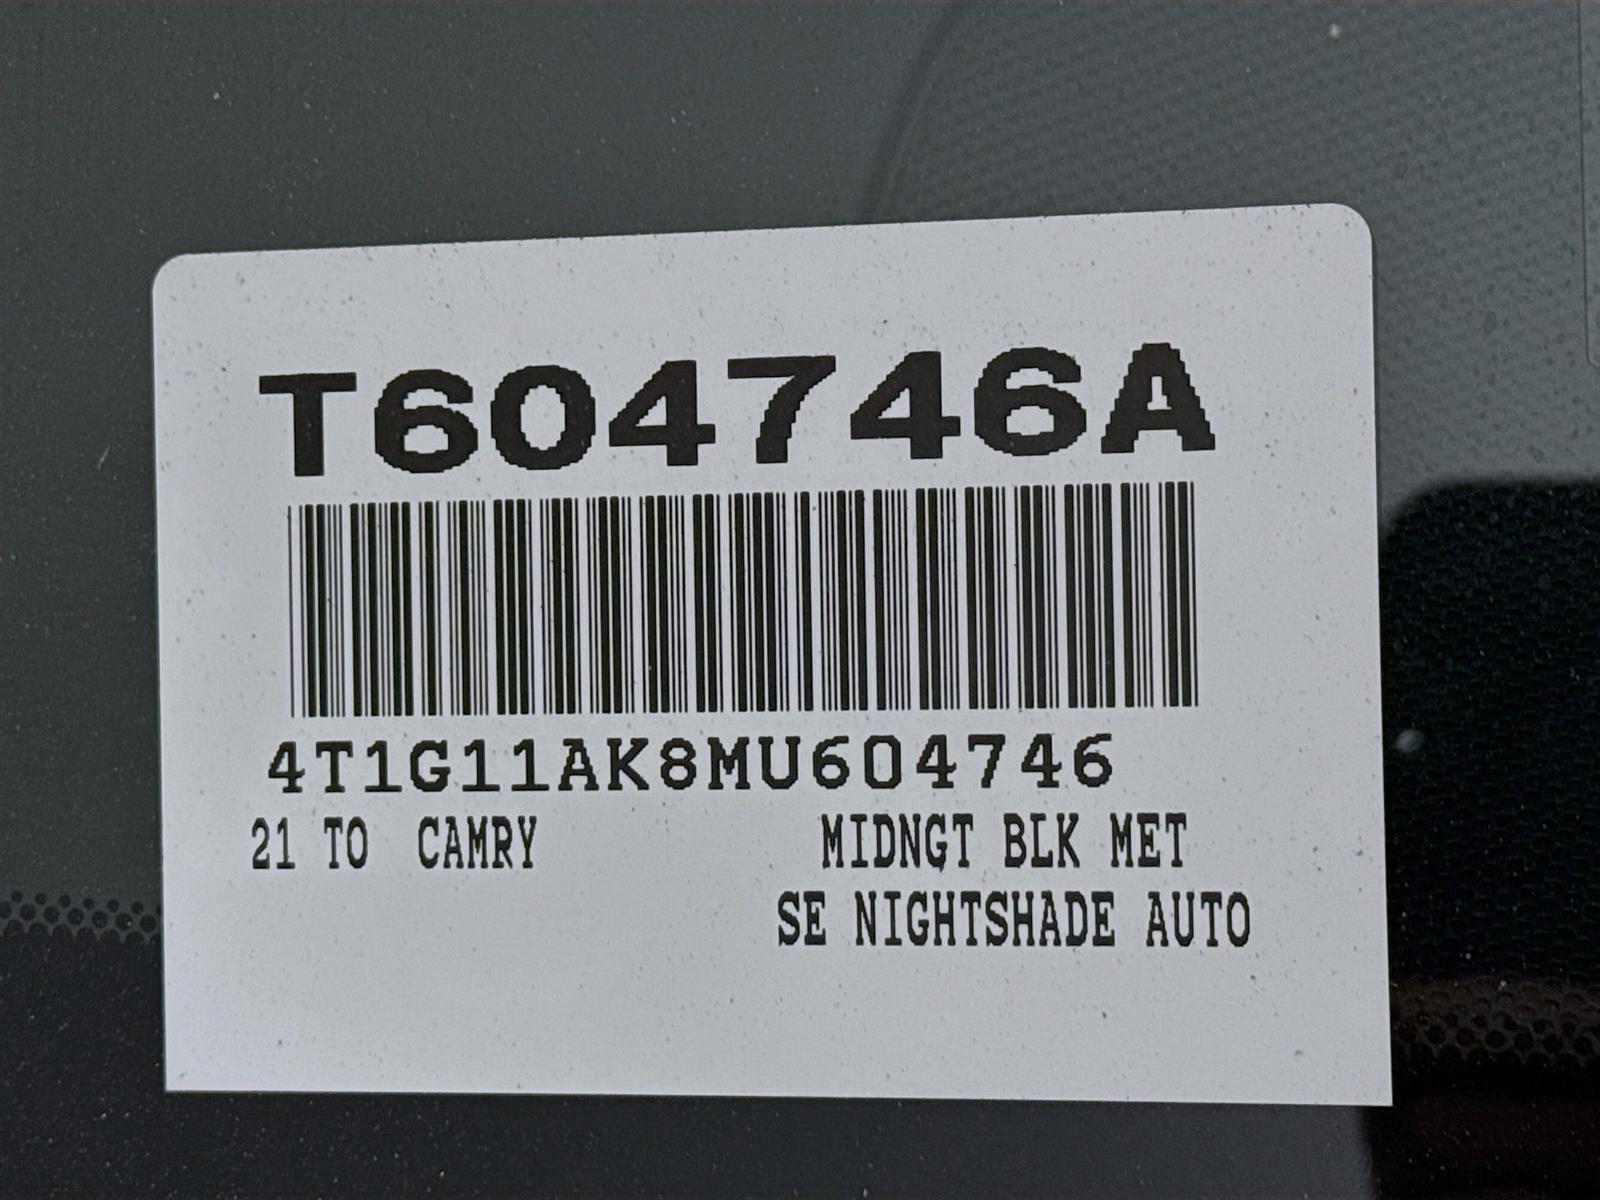 T604746A
4T1G11AK8MU604746
21 TO CAMRY MIDNGT BLK MET
SE NIGHTSHADE AUTO